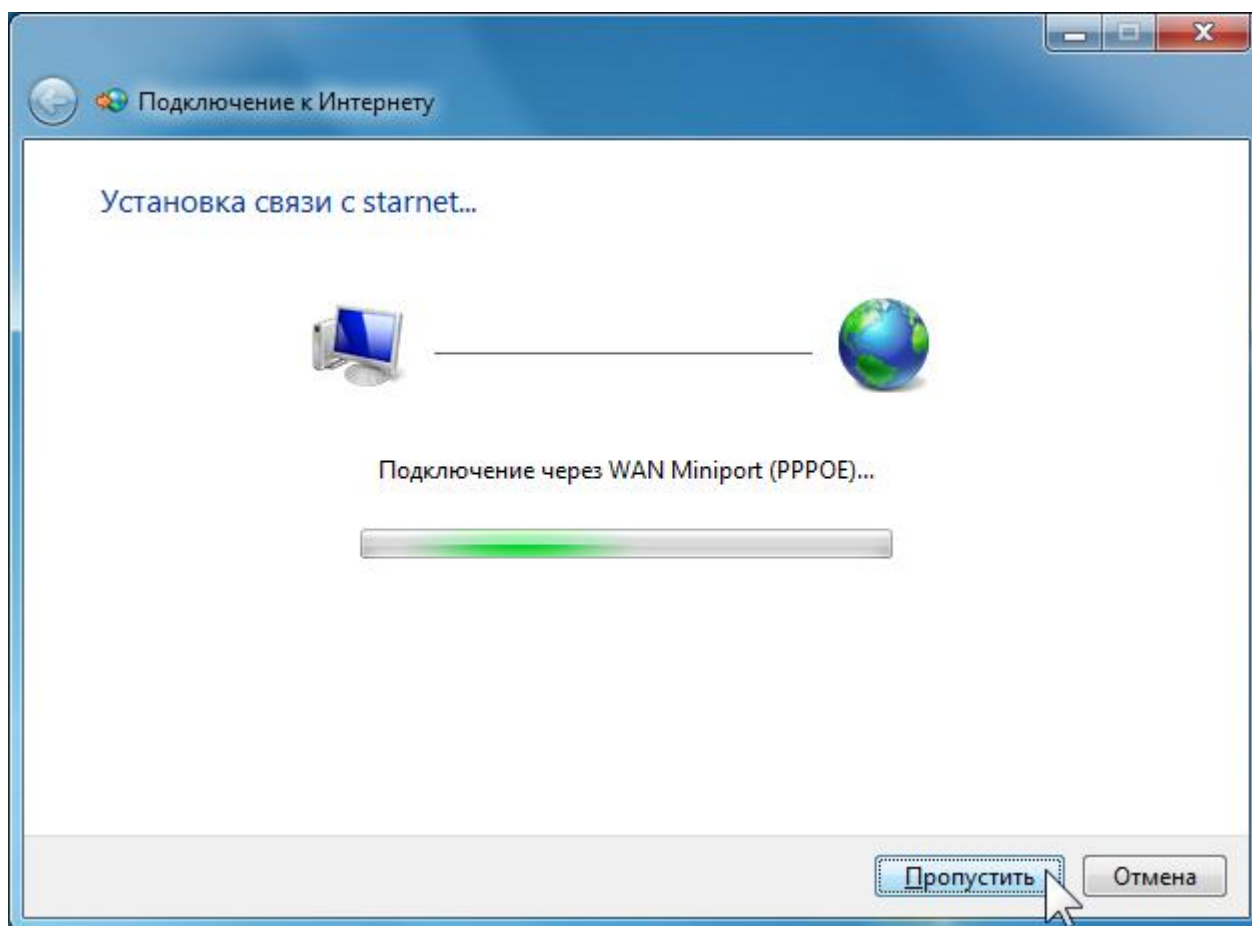 Подключение к Интернету
Установка связи с starnet...
Подключение через WAN Miniport (PPPOE)...
Пропустить
Отмена